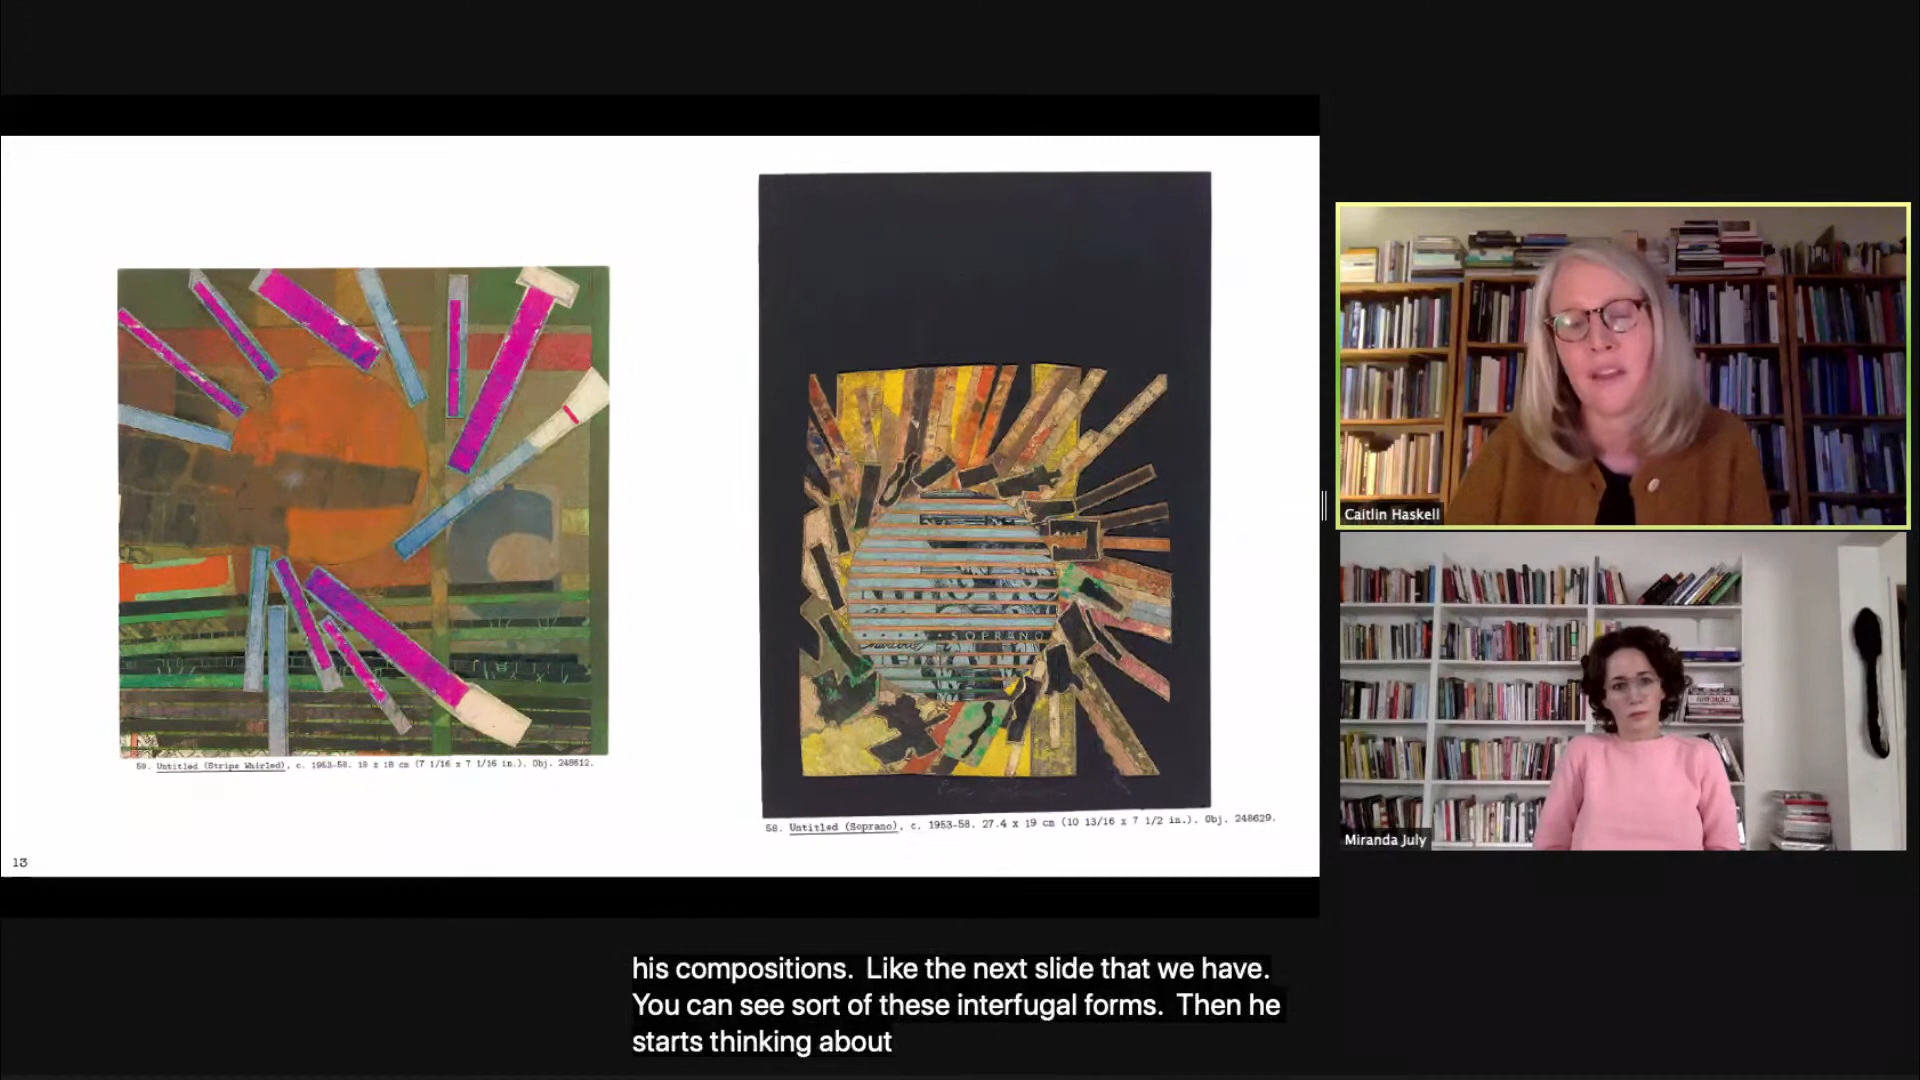 59. Untitled (Stripe Whirled), c. 1953-58. 18 x 18 cm (7 1/16 x 7 1/16 in.). Obj. 248612.
SOPRANO
58. Untitled (Soprano), c. 1953-58. 27.4 x 19 cm (10 13/16 x 7 1/2 in.). Obj. 248629.
13
Caitlin Haskell
Miranda July
his compositions. Like the next slide that we have.
You can see sort of these interfugal forms. Then he
starts thinking about